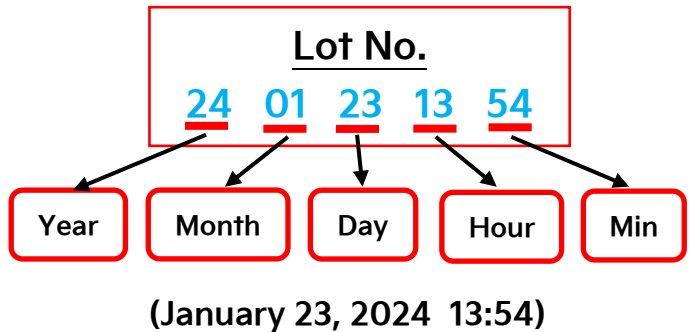 Lot No.
24 01 23 13 54
Year Month Day Hour Min
(January 23, 2024 13:54)